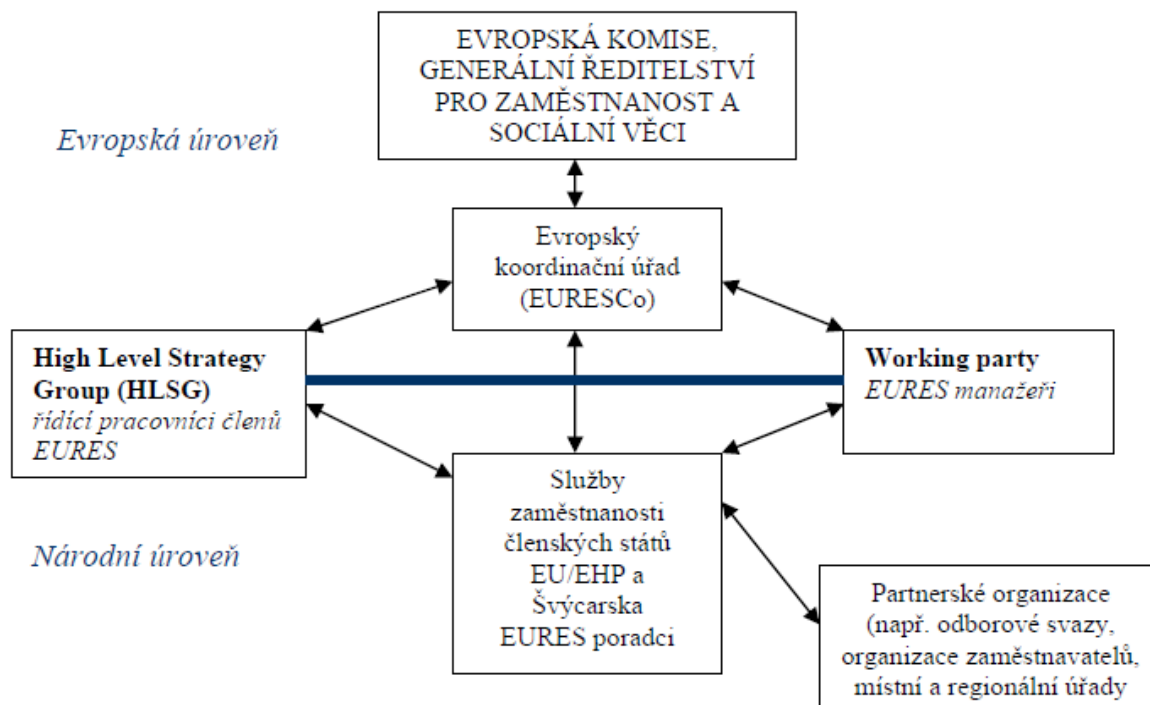 EVROPSKÁ KOMISE,
GENERÁLNÍ ŘEDITELSTVÍ
PRO ZAMĚSTNANOST A
SOCIÁLNÍ VĚCI
Evropská úroveň
Evropský
koordinační úřad
(EURESCo)
High Level Strategy
Group (HLSG)
řídící pracovníci členů
EURES
Working party
EURES manažeři
Služby
zaměstnanosti
členských států
EU/EHP a
Švýcarska
EURES poradci
Národní úroveň
Partnerské organizace
(např. odborové svazy,
organizace zaměstnavatelů,
místní a regionální úřady